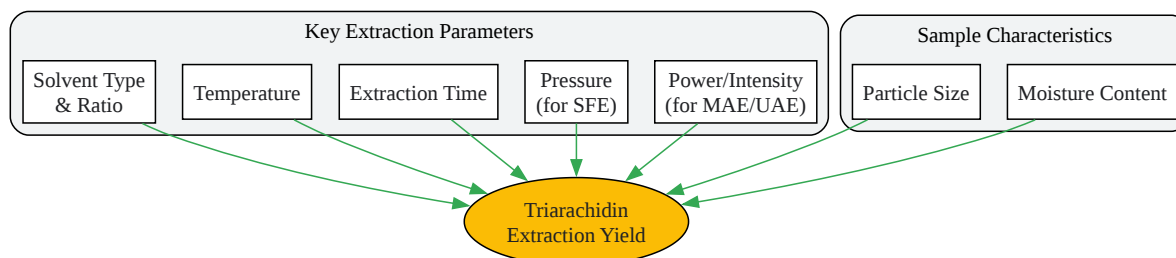 Key Extraction Parameters
Solvent Type
& Ratio
Temperature
Extraction Time
Pressure
(for SFE)
Power/Intensity
(for MAE/UAE)
Sample Characteristics
Particle Size
Moisture Content
Triarachidin
Extraction Yield